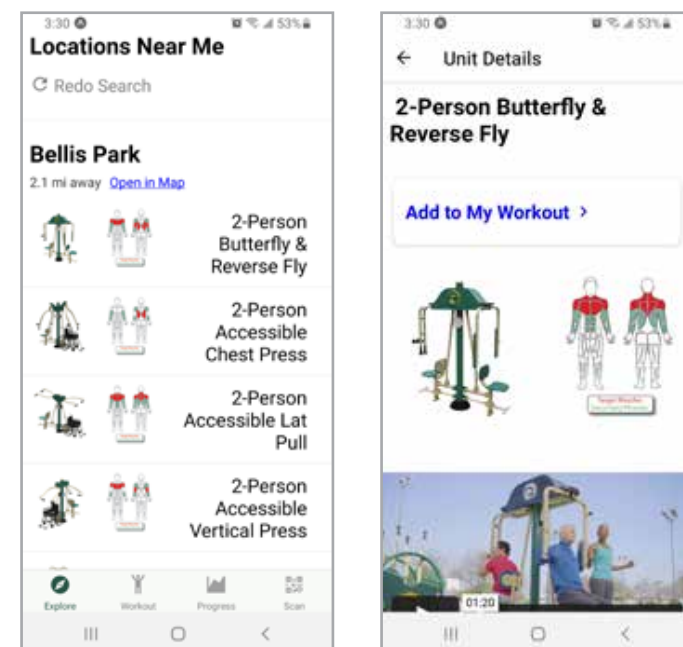 3:30
53%
Locations Near Me
Redo Search
Bellis Park
2.1 mi away Open in Map
2-Person
Butterfly &
Reverse Fly
2-Person
Accessible
Chest Press
2-Person
Accessible Lat
Pull
2-Person
Accessible
Vertical Press
Explore Workout Progress Scan
3:30
53%
Unit Details
2-Person Butterfly &
Reverse Fly
Add to My Workout >
Target Muscles
01:20